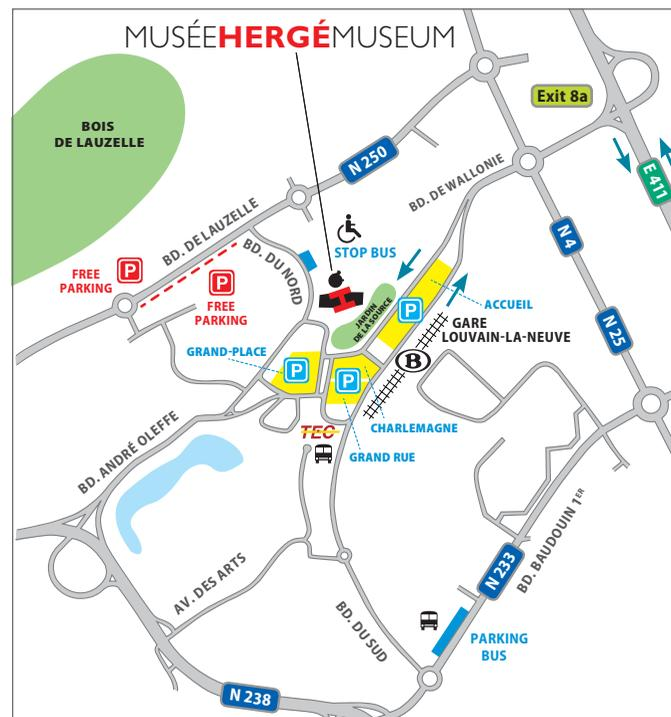 MUSÉEHERGÉMUSEUM
BOIS
DE LAUZELLE
Exit 8a
N 250
E 411
BD. DE WALLONIE
BD. DE LAUZELLE
N 4
STOP BUS
BD. DU NORD
FREE
PARKING
P
P
FREE
PARKING
JARDIN
DE LA SOURCE
P
ACCUEIL
GARE
LOUVAIN-LA-NEUVE
N 25
GRAND-PLACE
B
P
P
CHARLEMAGNE
TEC
GRAND RUE
BD. ANDRÉ OLEFFE
BD. BAUDOUIN 1ER
N 233
AV. DES ARTS
BD. DU SUD
PARKING
BUS
N 238